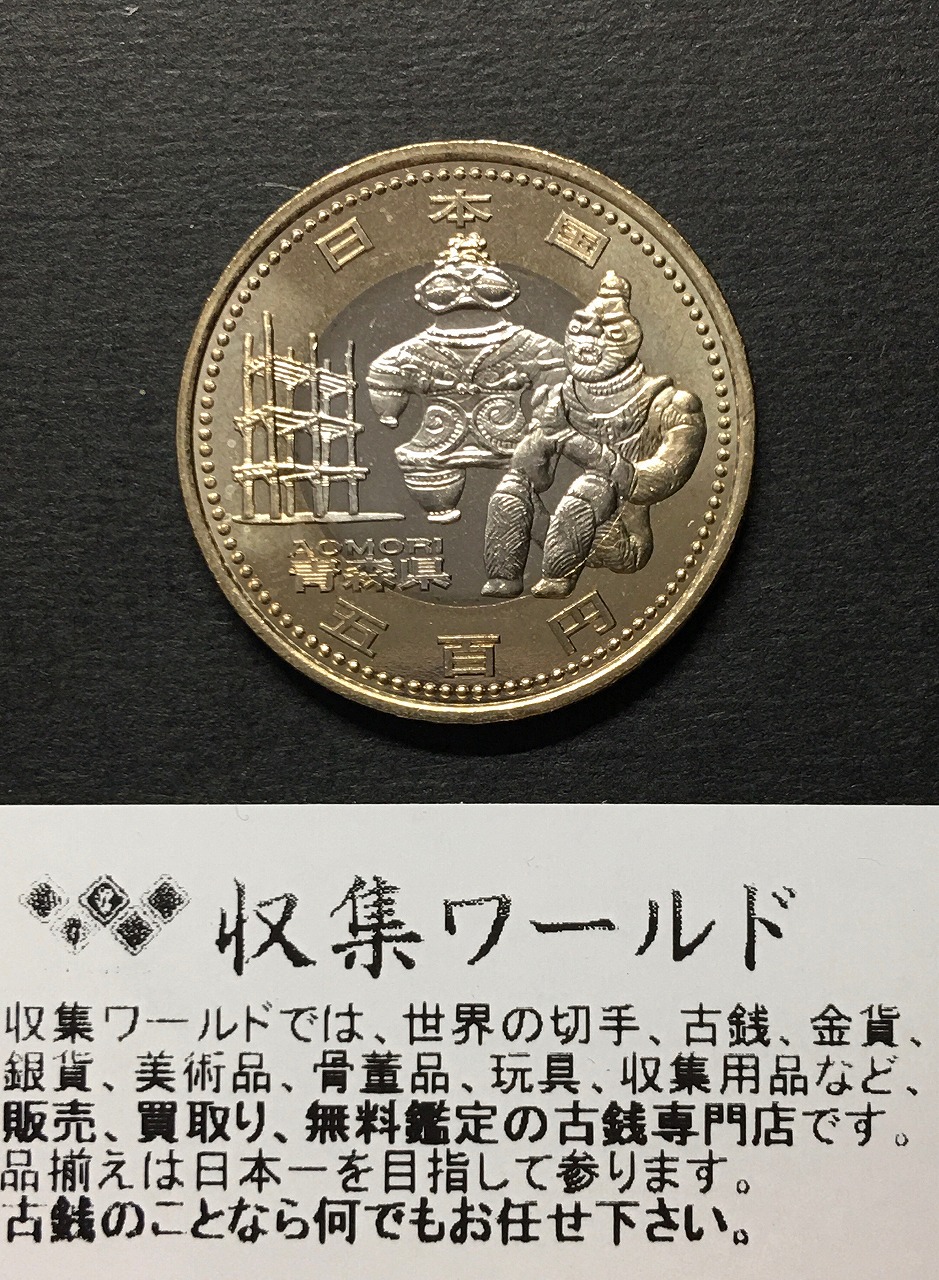 日本国
AOMORI
青森県
五百円
収集ワールド
収集ワールドでは、世界の切手、古銭、金貨、
銀貨、美術品、骨董品、玩具、収集用品など、
販売、買取り、無料鑑定の古銭専門店です。
品揃えは日本一を目指して参ります。
古銭のことなら何でもお任せ下さい。